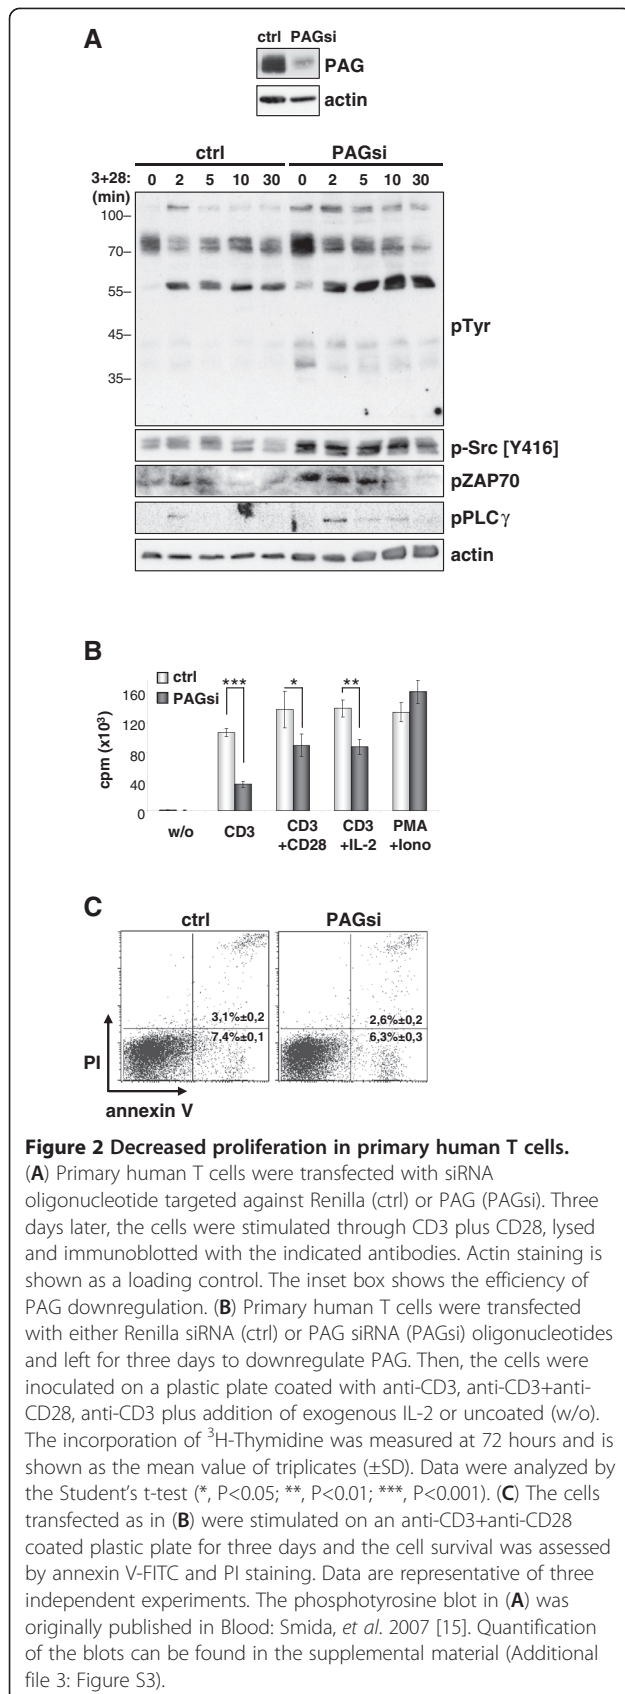 A
ctrl PAGsi
PAG
actin
ctrl PAGsi
3+28: 0 2 5 10 30 0 2 5 10 30
(min)
100–
70–
55–
45–
35–
pTyr
p-Src [Y416]
pZAP70
pPLCγ
actin
B
ctrl
PAGsi
*** * **
160
120
80
40
0
cpm (x10³)
w/o CD3 CD3 +CD28 CD3 +IL-2 PMA +Iono
C
ctrl PAGsi
3,1%±0,2 2,6%±0,2
7,4%±0,1 6,3%±0,3
PI
annexin V
Figure 2 Decreased proliferation in primary human T cells.
(A) Primary human T cells were transfected with siRNA
oligonucleotide targeted against Renilla (ctrl) or PAG (PAGsi). Three
days later, the cells were stimulated through CD3 plus CD28, lysed
and immunoblotted with the indicated antibodies. Actin staining is
shown as a loading control. The inset box shows the efficiency of
PAG downregulation. (B) Primary human T cells were transfected
with either Renilla siRNA (ctrl) or PAG siRNA (PAGsi) oligonucleotides
and left for three days to downregulate PAG. Then, the cells were
inoculated on a plastic plate coated with anti-CD3, anti-CD3+anti-
CD28, anti-CD3 plus addition of exogenous IL-2 or uncoated (w/o).
The incorporation of ³H-Thymidine was measured at 72 hours and is
shown as the mean value of triplicates (±SD). Data were analyzed by
the Student's t-test (*, P<0.05; **, P<0.01; ***, P<0.001). (C) The cells
transfected as in (B) were stimulated on an anti-CD3+anti-CD28
coated plastic plate for three days and the cell survival was assessed
by annexin V-FITC and PI staining. Data are representative of three
independent experiments. The phosphotyrosine blot in (A) was
originally published in Blood: Smida, et al. 2007 [15]. Quantification
of the blots can be found in the supplemental material (Additional
file 3: Figure S3).